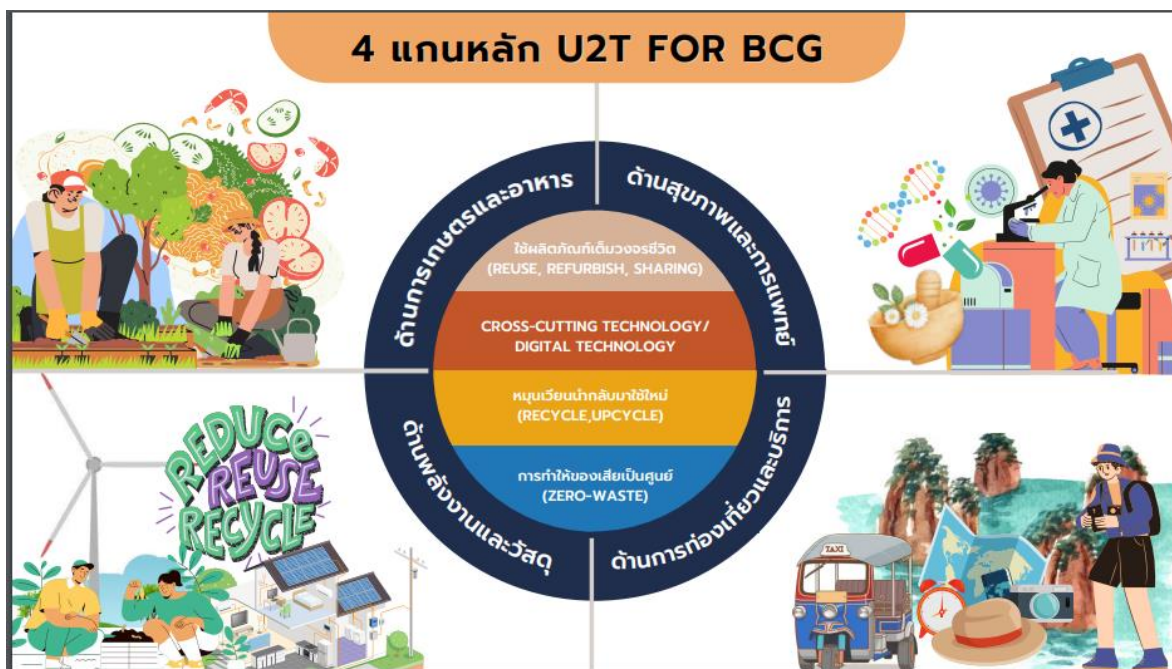 4 แกนหลัก U2T FOR BCG
ด้านการเกษตรและอาหาร
ด้านสุขภาพและการแพทย์
ใช้ผลิตภัณฑ์เต็มวงจรชีวิต
(REUSE, REFURBISH, SHARING)
CROSS-CUTTING TECHNOLOGY/
DIGITAL TECHNOLOGY
หมุนเวียนนำกลับมาใช้ใหม่
(RECYCLE,UPCYCLE)
การทำให้ของเสียเป็นศูนย์
(ZERO-WASTE)
ด้านพลังงานและวัสดุ
ด้านการท่องเที่ยวและบริการ
REDUCE
REUSE
RECYCLE
TAXI